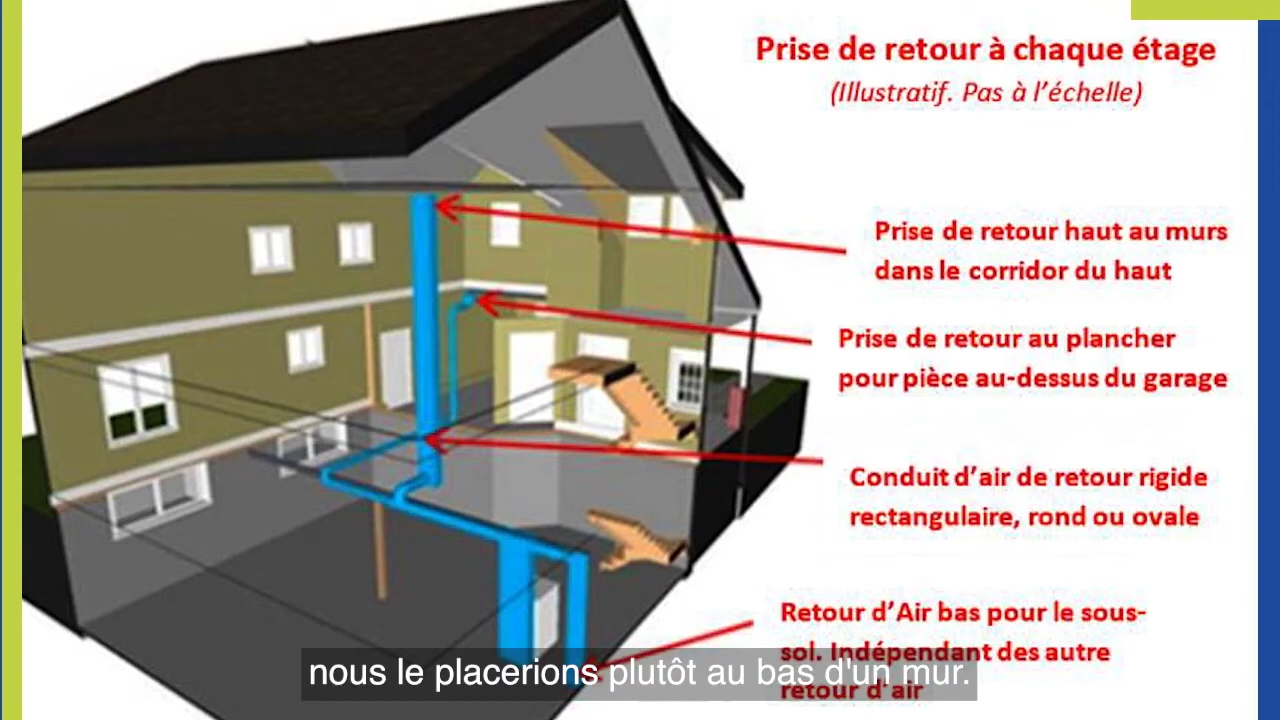 Prise de retour à chaque étage
(Illustratif. Pas à l'échelle)
Prise de retour haut au murs
dans le corridor du haut
Prise de retour au plancher
pour pièce au-dessus du garage
Conduit d'air de retour rigide
rectangulaire, rond ou ovale
Retour d'Air bas pour le sous-
sol. Indépendant des autre
retour d'air
nous le placerions plutôt au bas d'un mur.